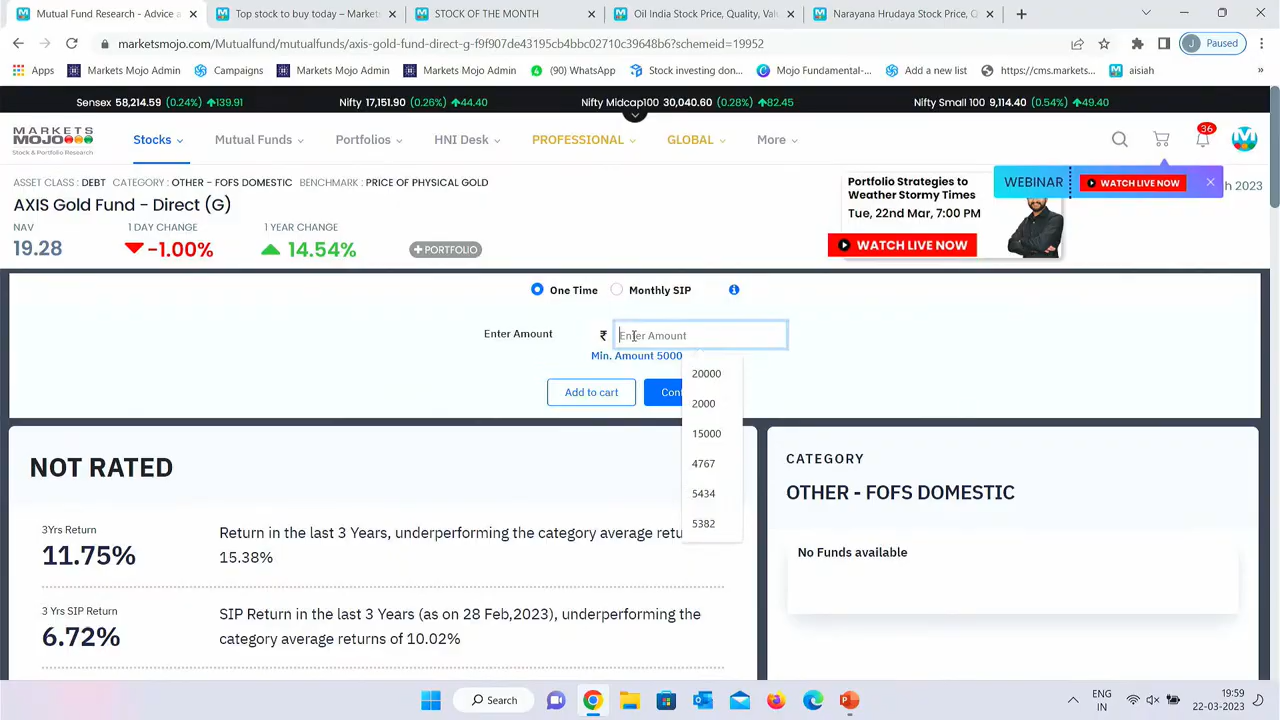 Mutual Fund Research - Advice a
Top stock to buy today – Markets
STOCK OF THE MONTH
Oil India Stock Price, Quality, Valu
Narayana Hrudaya Stock Price, Q
marketsmojo.com/Mutualfund/mutualfunds/axis-gold-fund-direct-g-f9f917de43195cb4bbc02710c39648b6?schemeid=19952
J Paused
Apps
Markets Mojo Admin
Campaigns
Markets Mojo Admin
Markets Mojo Admin
(90) WhatsApp
Stock investing don...
Mojo Fundamental-...
Add a new list
https://cms.markets...
aisiah
»
Sensex 58,214.59 (0.24%) 139.91
Nifty 17,151.90 (0.26%) 44.40
Nifty Midcap100 30,040.60 (0.28%) 82.45
Nifty Small 100 9,114.40 (0.54%) 49.40
MARKETS MOJO
Stock & Portfolio Research
Stocks
Mutual Funds
Portfolios
HNI Desk
PROFESSIONAL
GLOBAL
More
36
ASSET CLASS : DEBT CATEGORY : OTHER - FOFS DOMESTIC BENCHMARK : PRICE OF PHYSICAL GOLD
AXIS Gold Fund - Direct (G)
NAV
19.28
1 DAY CHANGE
-1.00%
1 YEAR CHANGE
14.54%
+ PORTFOLIO
Portfolio Strategies to
Weather Stormy Times
Tue, 22nd Mar, 7:00 PM
WATCH LIVE NOW
WEBINAR
WATCH LIVE NOW
h 2023
One Time
Monthly SIP
Enter Amount
₹
Enter Amount
Min. Amount 5000
Add to cart
Con
20000
2000
15000
4767
5434
5382
NOT RATED
3Yrs Return
11.75%
Return in the last 3 Years, underperforming the category average retu
15.38%
3 Yrs SIP Return
6.72%
SIP Return in the last 3 Years (as on 28 Feb,2023), underperforming the
category average returns of 10.02%
CATEGORY
OTHER - FOFS DOMESTIC
No Funds available
Search
ENG
IN
19:59
22-03-2023